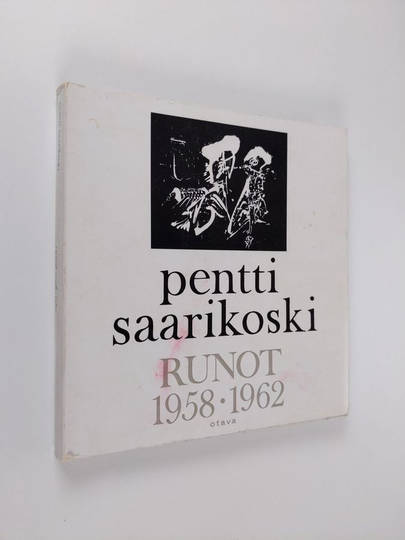 pentti
saarikoski
RUNOT
1958 • 1962
otava